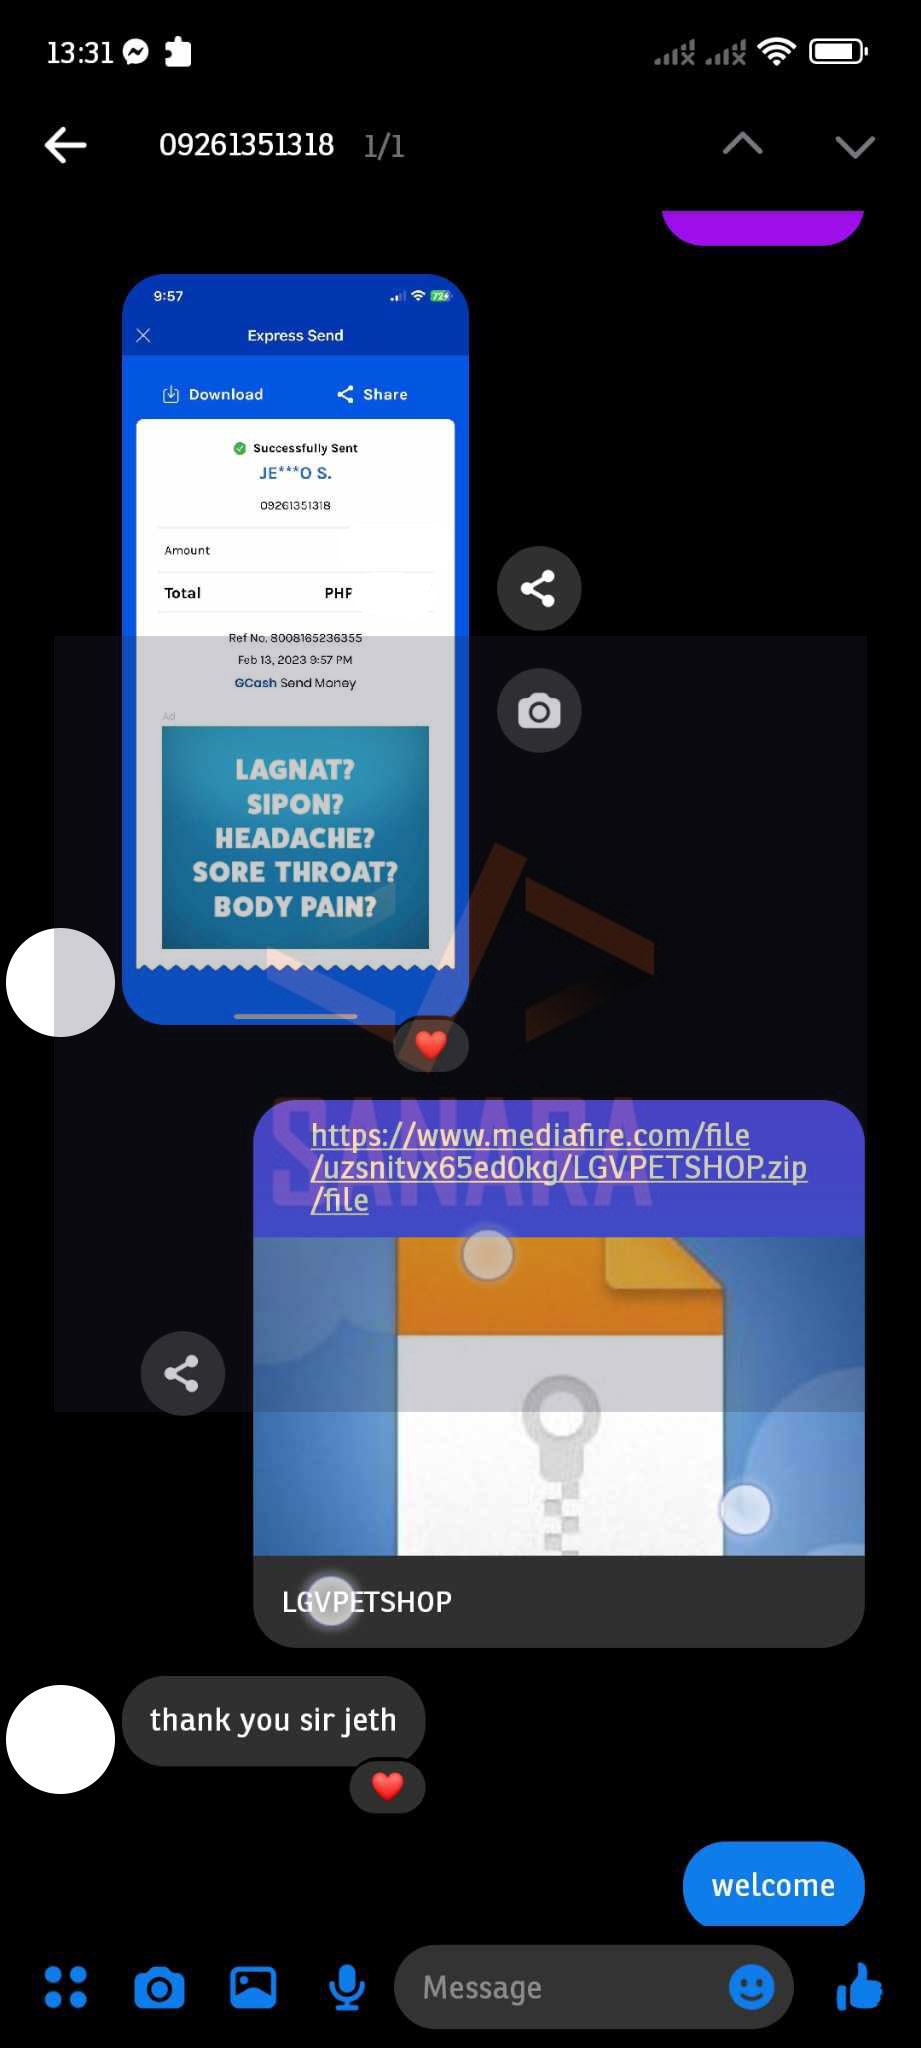 13:31
09261351318 1/1
9:57
72
Express Send
Download Share
Successfully Sent
JE***O S.
09261351318
Amount
Total PHP
Ref No. 8008165236355
Feb 13, 2023 9:57 PM
GCash Send Money
Ad
LAGNAT?
SIPON?
HEADACHE?
SORE THROAT?
BODY PAIN?
</>
SANARA
https://www.mediafire.com/file
/uzsnitvx65ed0kg/LGVPETSHOP.zip
/file
LGVPETSHOP
thank you sir jeth
welcome
Message